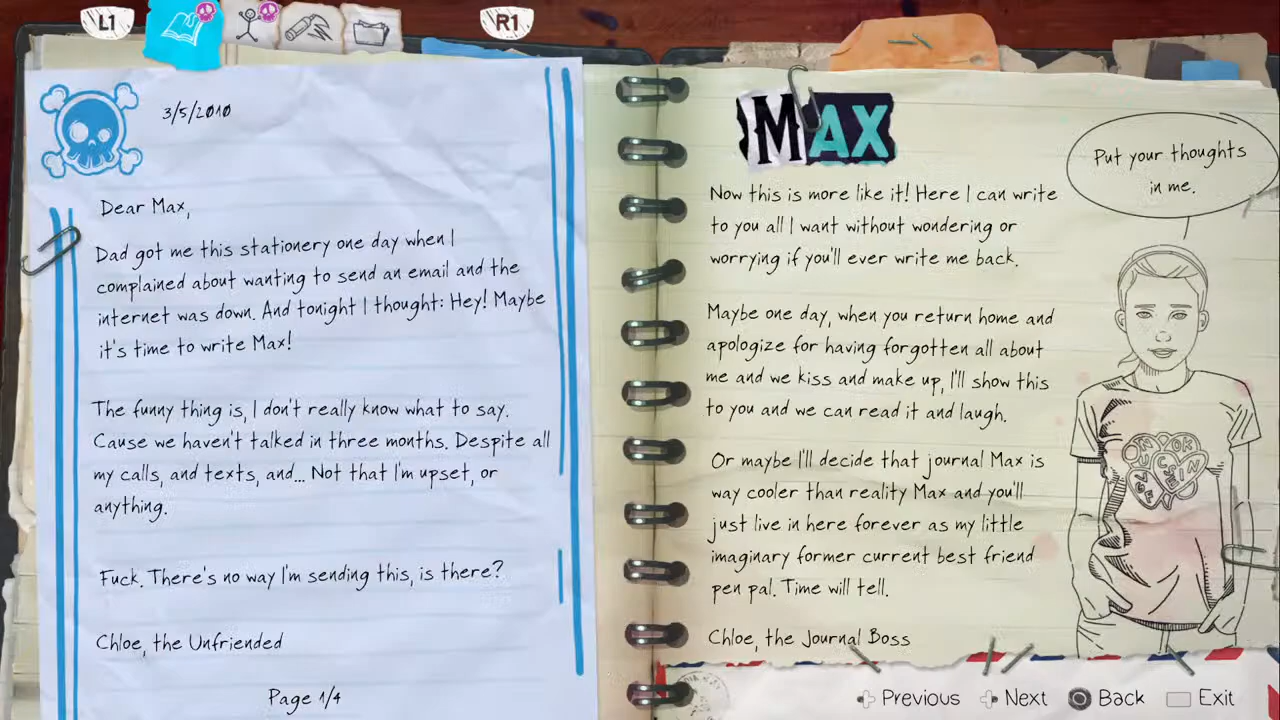 L1
R1
3/5/2010
Dear Max,
Dad got me this stationery one day when I
complained about wanting to send an email and the
internet was down. And tonight I thought: Hey! Maybe
it's time to write Max!
The funny thing is, I don't really know what to say.
Cause we haven't talked in three months. Despite all
my calls, and texts, and... Not that I'm upset, or
anything.
Fuck. There's no way I'm sending this, is there?
Chloe, the Unfriended
Page 1/4
MAX
Now this is more like it! Here I can write
to you all I want without wondering or
worrying if you'll ever write me back.
Maybe one day, when you return home and
apologize for having forgotten all about
me and we kiss and make up, I'll show this
to you and we can read it and laugh.
Or maybe I'll decide that journal Max is
way cooler than reality Max and you'll
just live in here forever as my little
imaginary former current best friend
pen pal. Time will tell.
Chloe, the Journal Boss
Put your thoughts
in me.
Previous
Next
Back
Exit